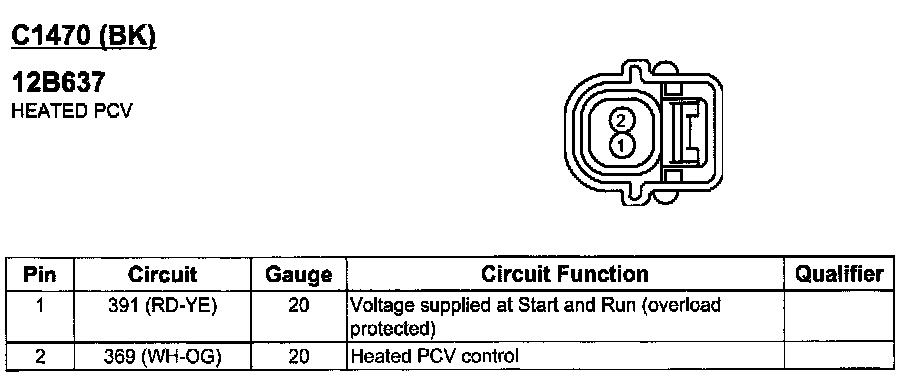 C1470 (BK)
12B637
HEATED PCV
2
1
Pin Circuit Gauge Circuit Function Qualifier
1 391 (RD-YE) 20 Voltage supplied at Start and Run (overload
protected)
2 369 (WH-OG) 20 Heated PCV control